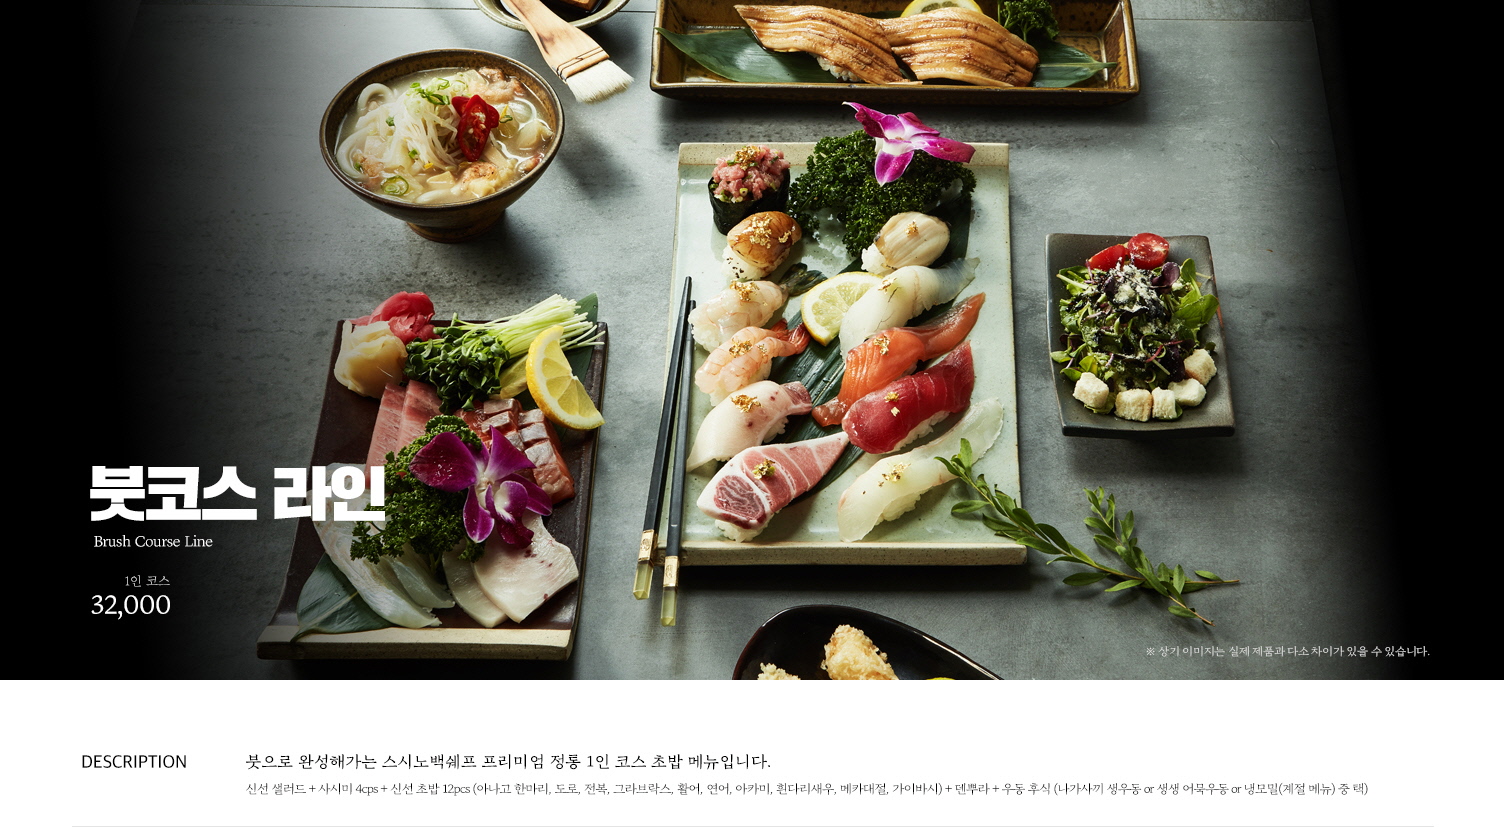 붓코스 라인
Brush Course Line
1인 코스
32,000
※ 상기 이미지는 실제 제품과 다소 차이가 있을 수 있습니다.
DESCRIPTION
붓으로 완성해가는 스시노백쉐프 프리미엄 정통 1인 코스 초밥 메뉴입니다.
신선 샐러드 + 사시미 4cps + 신선 초밥 12pcs (아나고 한마리, 도로, 전복, 그라브락스, 활어, 연어, 아카미, 흰다리새우, 메카대절, 가이바시) + 덴뿌라 + 우동 후식 (나가사끼 생우동 or 생생 어묵우동 or 냉모밀(계절 메뉴) 중 택)